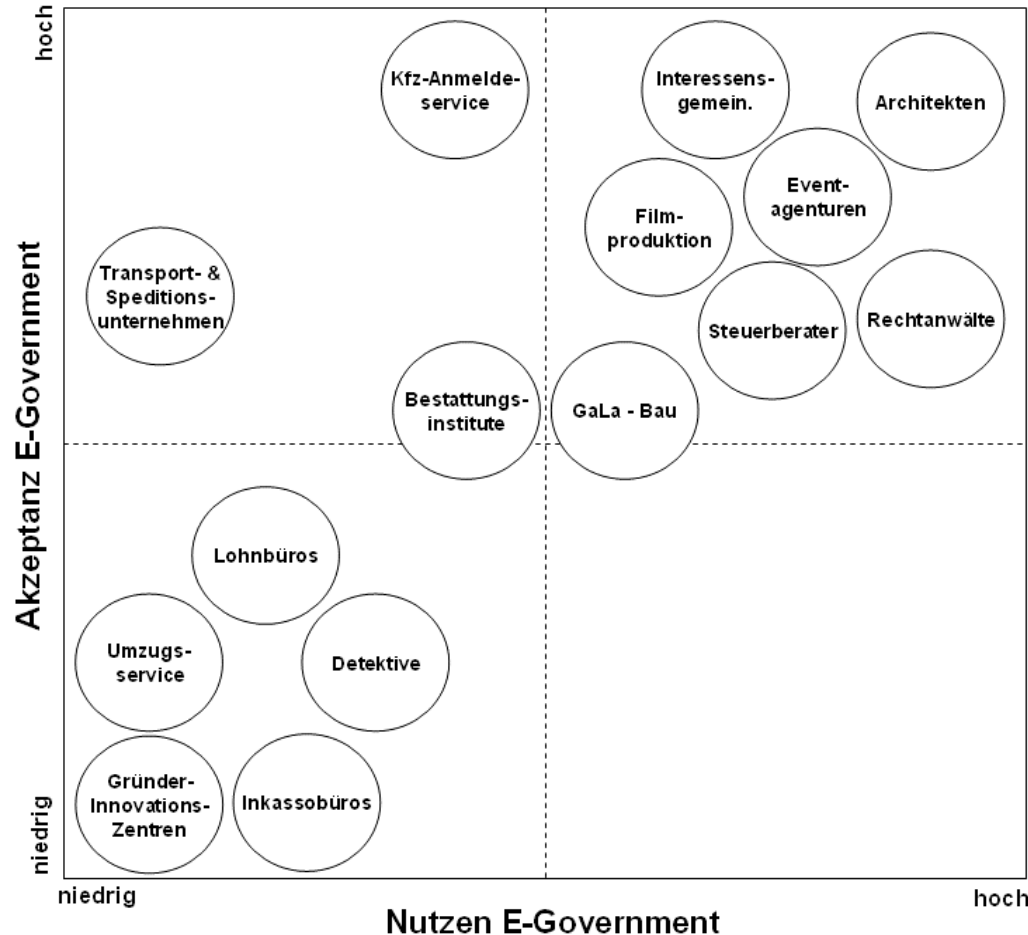 hoch
Kfz-Anmelde-
service
Interessens-
gemein.
Architekten
Event-
agenturen
Film-
produktion
Transport- &
Speditions-
unternehmen
Steuerberater
Rechtanwälte
Bestattungs-
institute
GaLa - Bau
Akzeptanz E-Government
Lohnbüros
Umzugs-
service
Detektive
Gründer-
Innovations-
Zentren
Inkassobüros
niedrig
niedrig
hoch
Nutzen E-Government